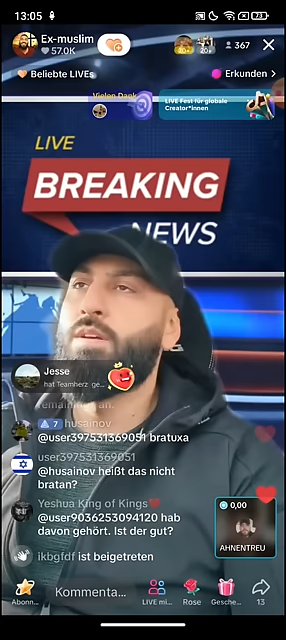 13:05
73
Ex-muslim
57.0K
367
Beliebte LIVEs
Erkunden >
Vielen Dank
LIVE Fest für globale
Creator*innen
LIVE
BREAKING
NEWS
Jesse
hat Teamherz ge...
7 husainov
@user397531369051 bratuxa
user397531369051
@husainov heißt das nicht
bratan?
Yeshua King of Kings
@user9036253094120 hab
davon gehört. Ist der gut?
ikbgfdf ist beigetreten
0,00
AHNENTREU
Abonn...
Kommenta...
LIVE mi...
Rose
Gesche...
13